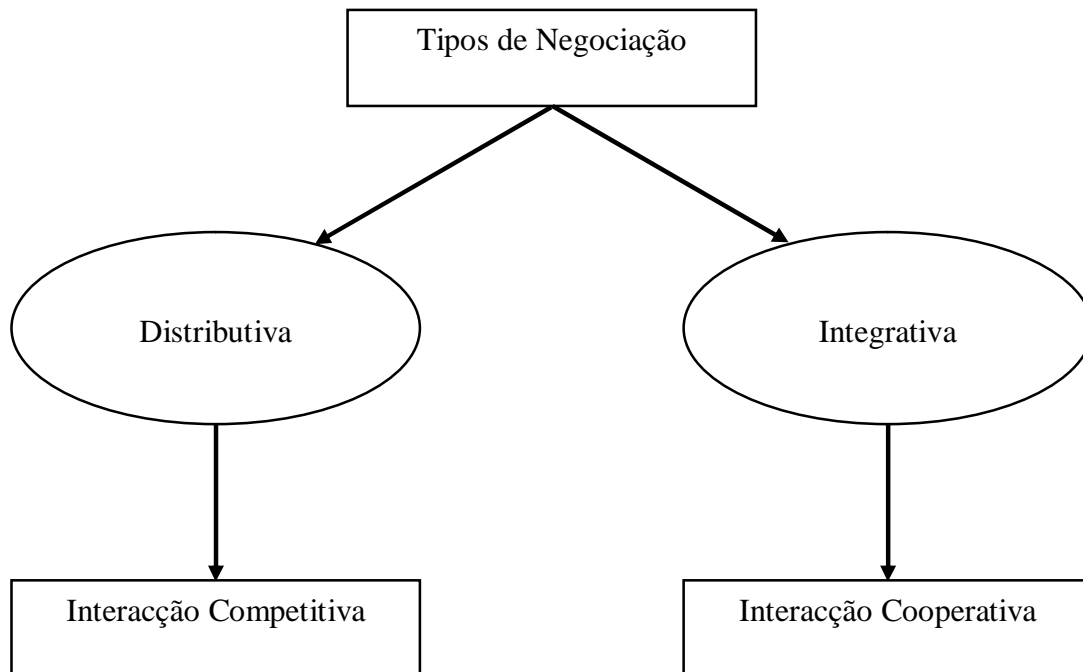 Tipos de Negociação
Distributiva
Integrativa
Interacção Competitiva
Interacção Cooperativa